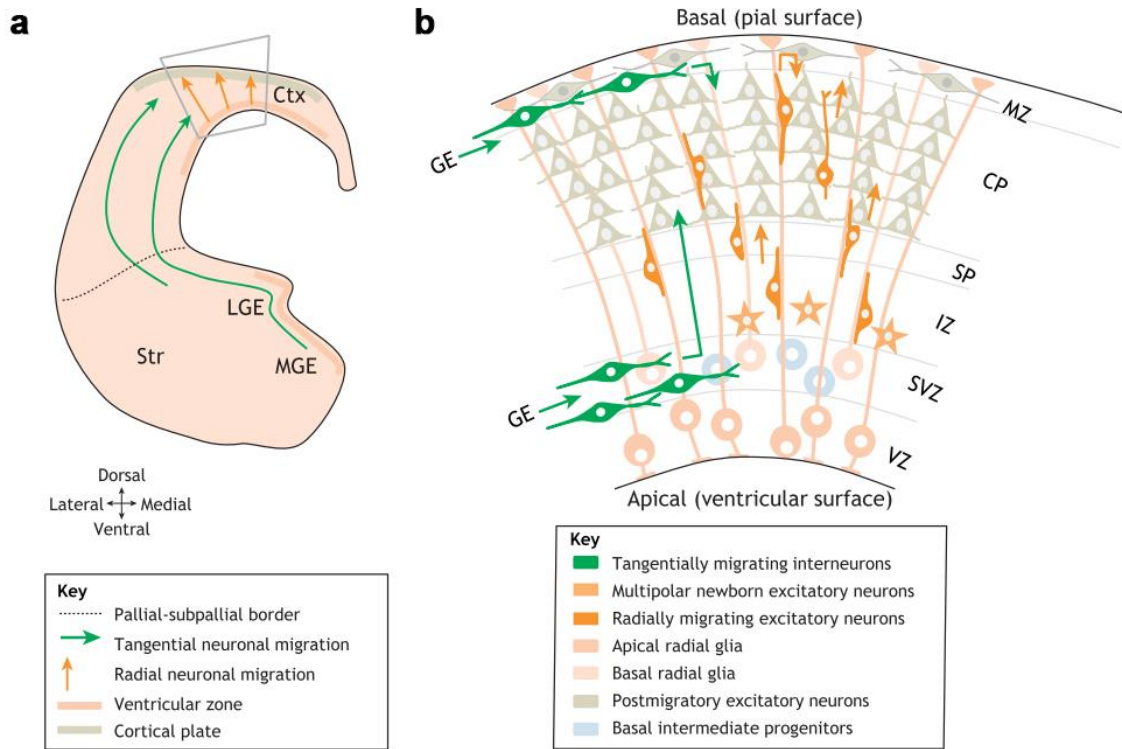 a
Ctx
LGE
Str
MGE
Dorsal
Lateral Medial
Ventral
Key
Pallial-subpallial border
Tangential neuronal migration
Radial neuronal migration
Ventricular zone
Cortical plate
b
Basal (pial surface)
MZ
GE
CP
SP
IZ
SVZ
GE
VZ
Apical (ventricular surface)
Key
Tangentially migrating interneurons
Multipolar newborn excitatory neurons
Radially migrating excitatory neurons
Apical radial glia
Basal radial glia
Postmigratory excitatory neurons
Basal intermediate progenitors